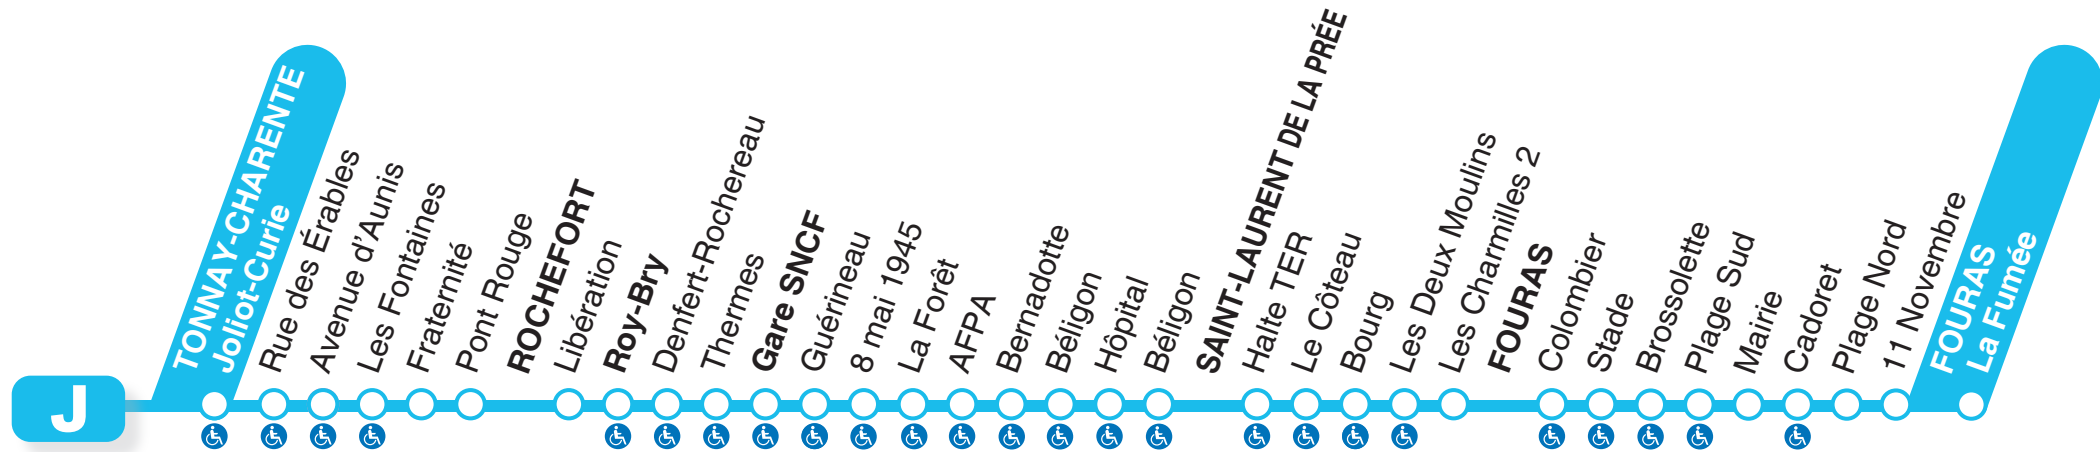 J
TONNAY-CHARENTE
Joliot-Curie
Rue des Érables
Avenue d'Aunis
Les Fontaines
Fraternité
Pont Rouge
ROCHEFORT
Libération
Roy-Bry
Denfert-Rochereau
Thermes
Gare SNCF
Guérineau
8 mai 1945
La Forêt
AFPA
Bernadotte
Béligon
Hôpital
Béligon
SAINT-LAURENT DE LA PRÉE
Halte TER
Le Côteau
Bourg
Les Deux Moulins
Les Charmilles 2
FOURAS
Colombier
Stade
Brossolette
Plage Sud
Mairie
Cadoret
Plage Nord
11 Novembre
FOURAS
La Fumée